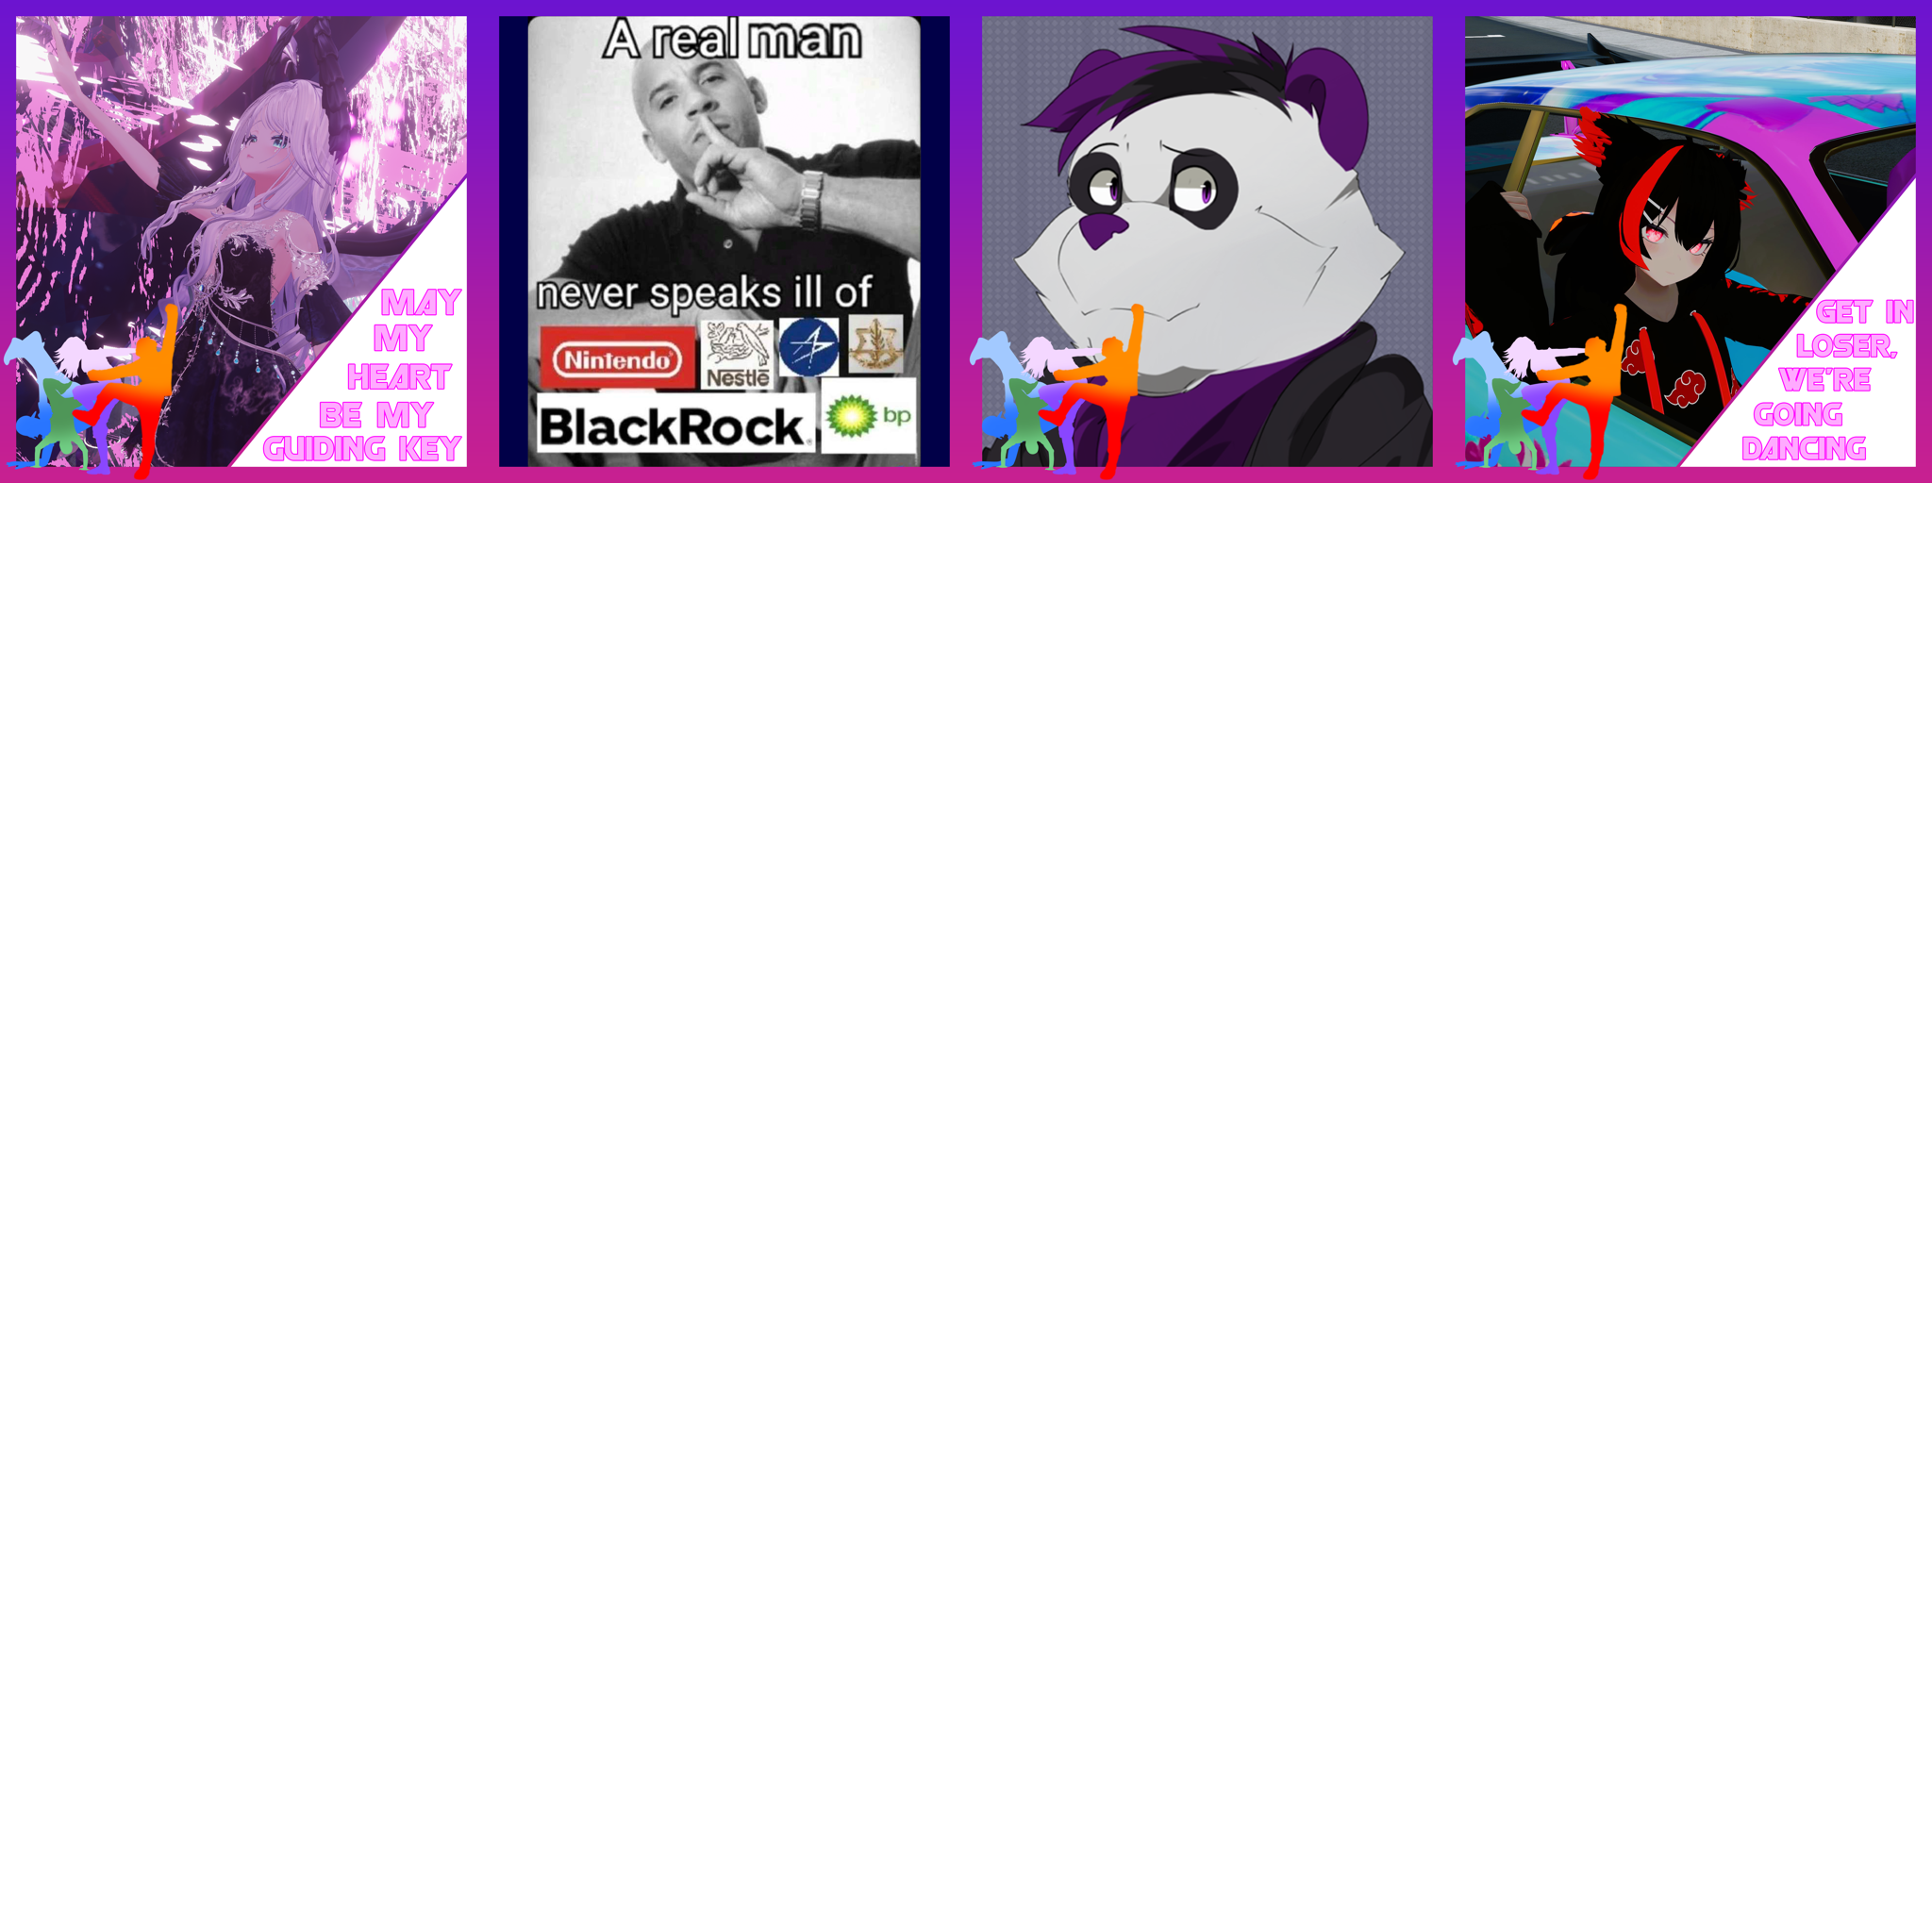 MAY
MY
HEART
BE MY
GUIDING KEY
A real man
never speaks ill of
Nintendo
Nestlē
BlackRock
bp
GET IN
LOSER,
WE'RE
GOING
DANCING